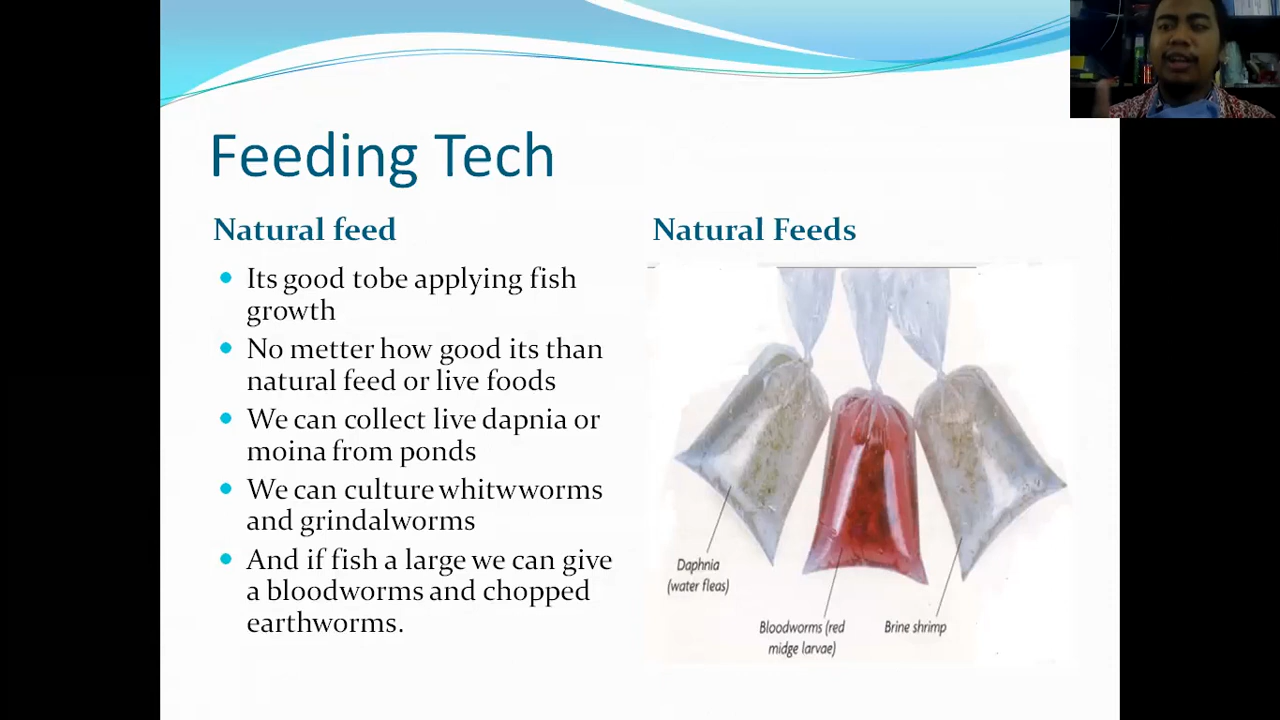 Feeding Tech
Natural feed
Its good tobe applying fish
growth
No metter how good its than
natural feed or live foods
We can collect live dapnia or
moina from ponds
We can culture whitwworms
and grindalworms
And if fish a large we can give
a bloodworms and chopped
earthworms.
Natural Feeds
Daphnia
(water fleas)
Bloodworms (red
midge larvae)
Brine shrimp